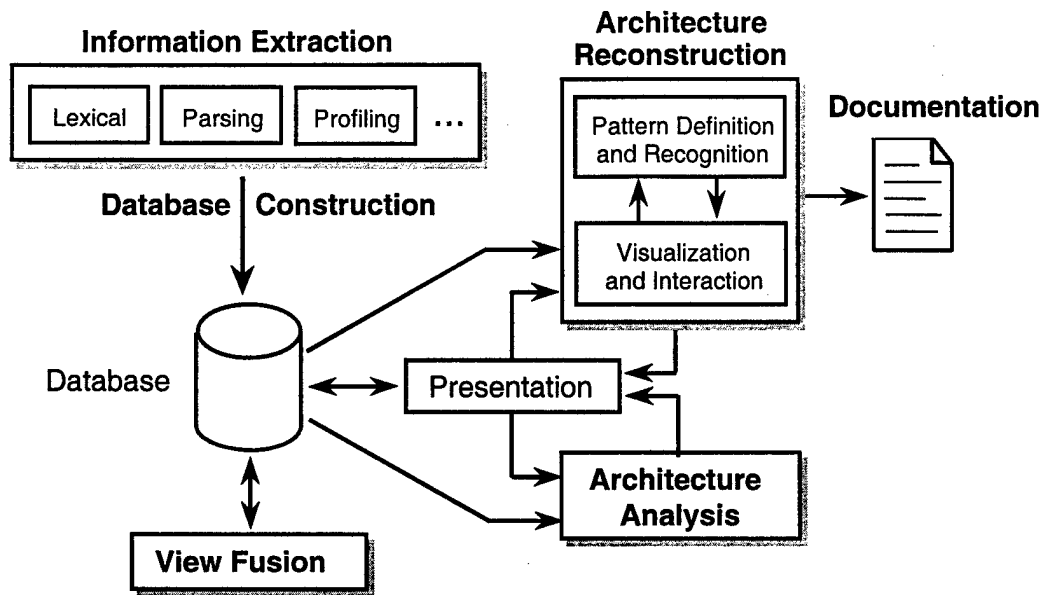 Information Extraction
Lexical
Parsing
Profiling
...
Architecture
Reconstruction
Pattern Definition
and Recognition
Visualization
and Interaction
Documentation
Database Construction
Database
Presentation
Architecture
Analysis
View Fusion